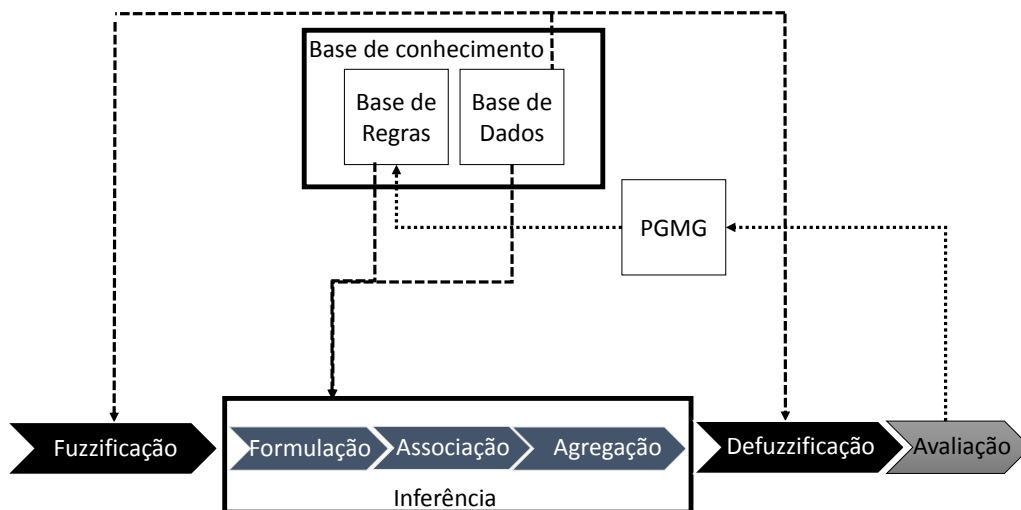 Base de conhecimento
Base de
Regras
Base de
Dados
PGMG
Fuzzificação
Formulação
Associação
Agregação
Inferência
Defuzzificação
Avaliação